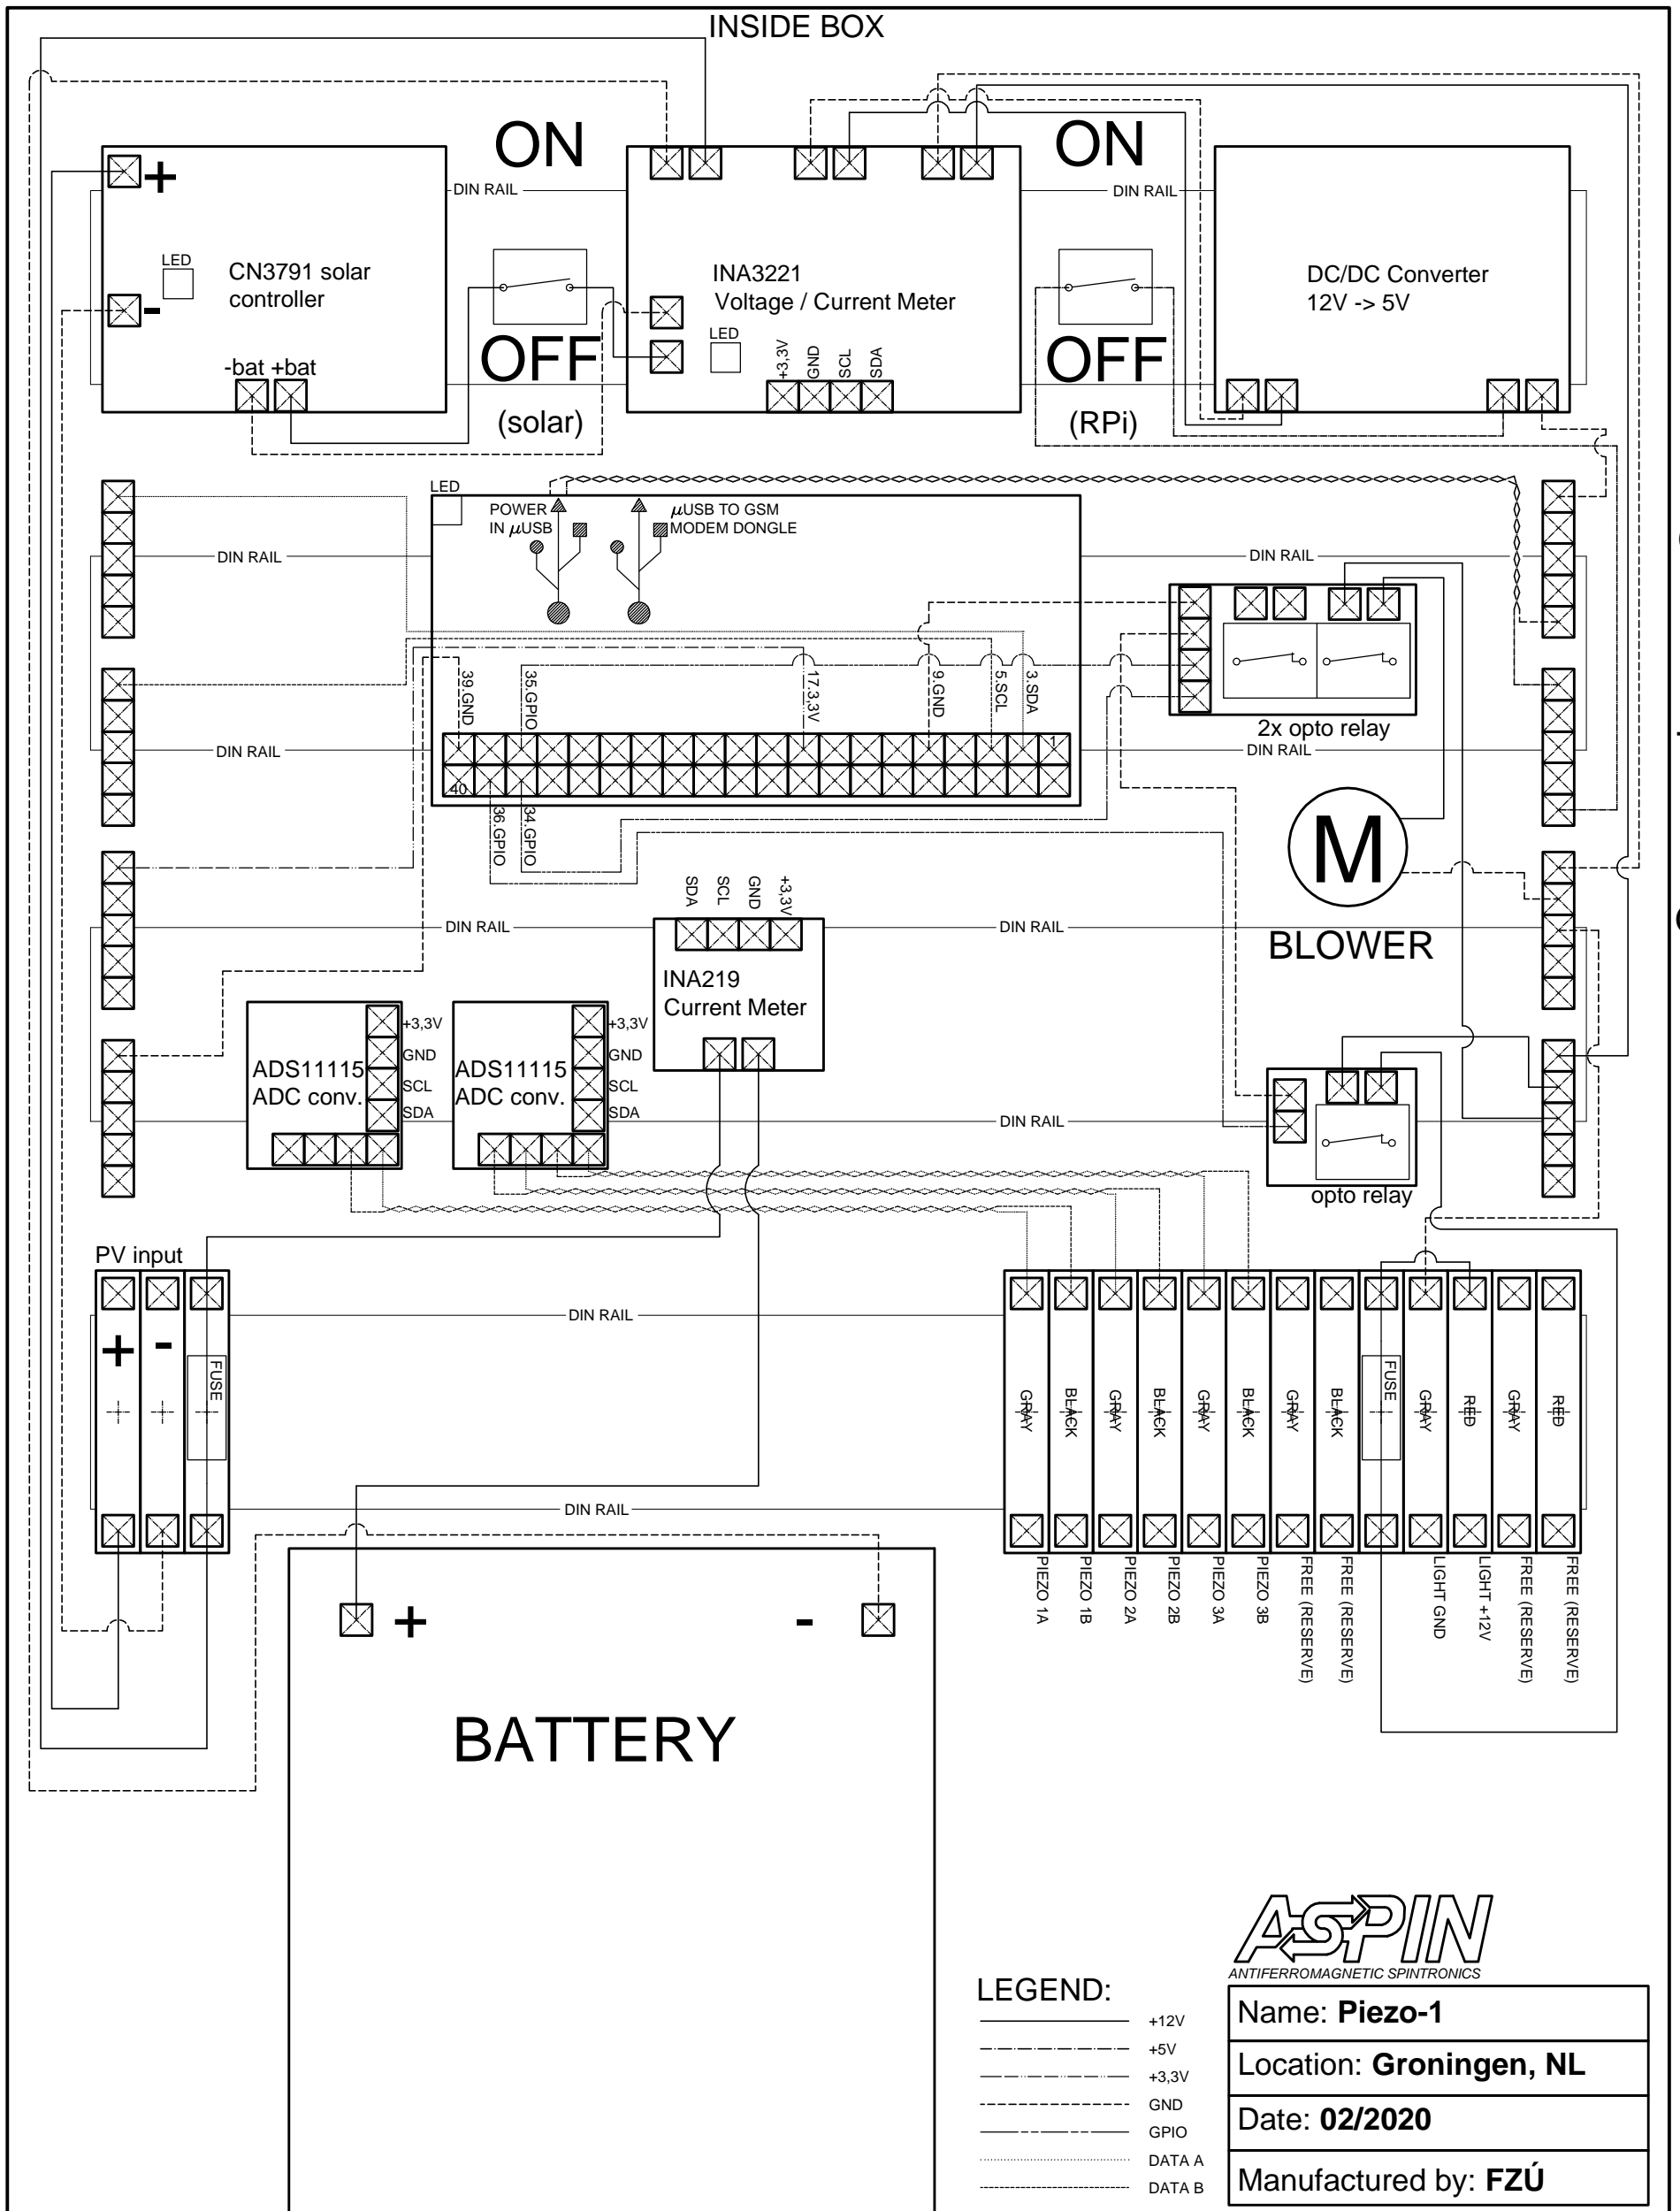 INSIDE BOX
ON
ON
+
DIN RAIL
DIN RAIL
LED
CN3791 solar
controller
-
-bat +bat
OFF
(solar)
INA3221
Voltage / Current Meter
LED
+3,3V
GND
SCL
SDA
OFF
(RPi)
DC/DC Converter
12V -> 5V
LED
POWER
IN µUSB
µUSB TO GSM
MODEM DONGLE
DIN RAIL
DIN RAIL
39.GND
35.GPIO
17.3,3V
9.GND
5.SCL
3.SDA
1
40
36.GPIO
34.GPIO
2x opto relay
DIN RAIL
DIN RAIL
M
BLOWER
SDA
SCL
GND
+3,3V
DIN RAIL
DIN RAIL
INA219
Current Meter
ADS11115
ADC conv.
+3,3V
GND
SCL
SDA
ADS11115
ADC conv.
+3,3V
GND
SCL
SDA
DIN RAIL
opto relay
PV input
+
-
FUSE
DIN RAIL
DIN RAIL
GRAY
BLACK
GRAY
BLACK
GRAY
BLACK
GRAY
BLACK
FUSE
GRAY
RED
GRAY
RED
PIEZO 1A
PIEZO 1B
PIEZO 2A
PIEZO 2B
PIEZO 3A
PIEZO 3B
FREE (RESERVE)
FREE (RESERVE)
LIGHT GND
LIGHT +12V
FREE (RESERVE)
FREE (RESERVE)
+
-
BATTERY
ASPIN
ANTIFERROMAGNETIC SPINTRONICS
LEGEND:
+12V
+5V
+3,3V
GND
GPIO
DATA A
DATA B
Name: Piezo-1
Location: Groningen, NL
Date: 02/2020
Manufactured by: FZÚ